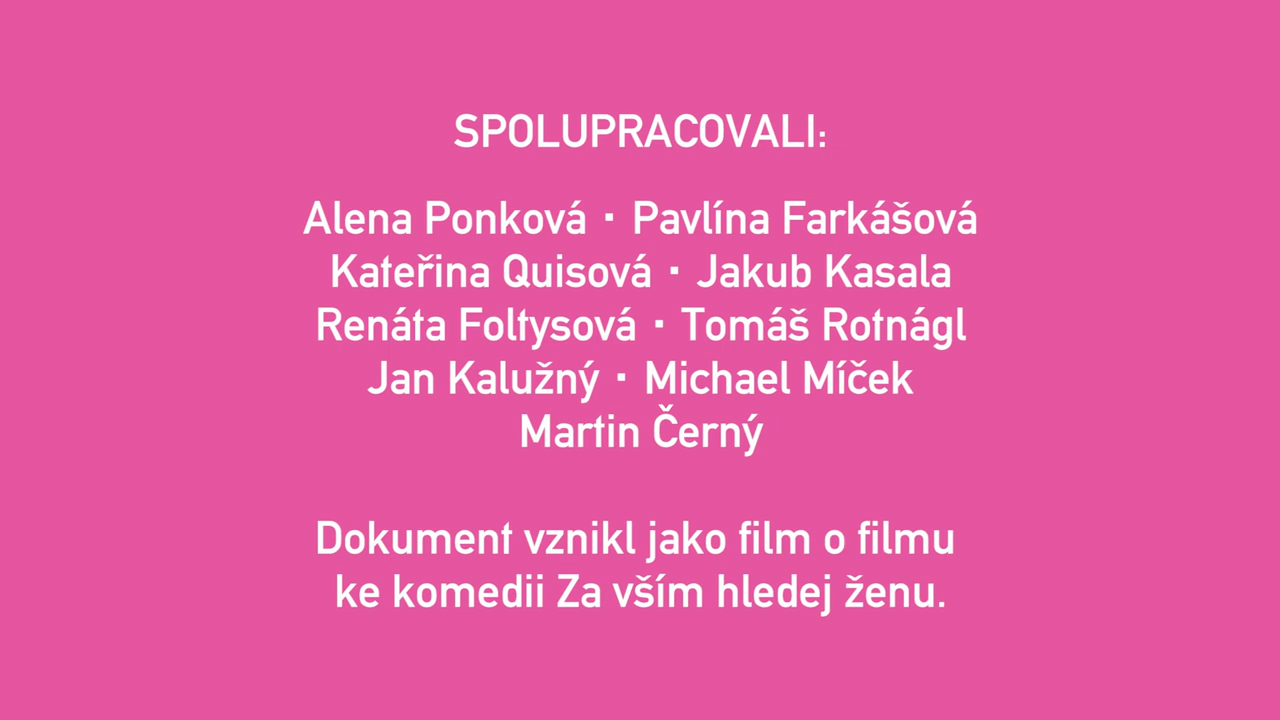 SPOLUPRACOVALI:
Alena Ponková · Pavlína Farkášová
Kateřina Quisová · Jakub Kasala
Renáta Foltysová · Tomáš Rotnágl
Jan Kalužný · Michael Míček
Martin Černý
Dokument vznikl jako film o filmu
ke komedii Za vším hledej ženu.